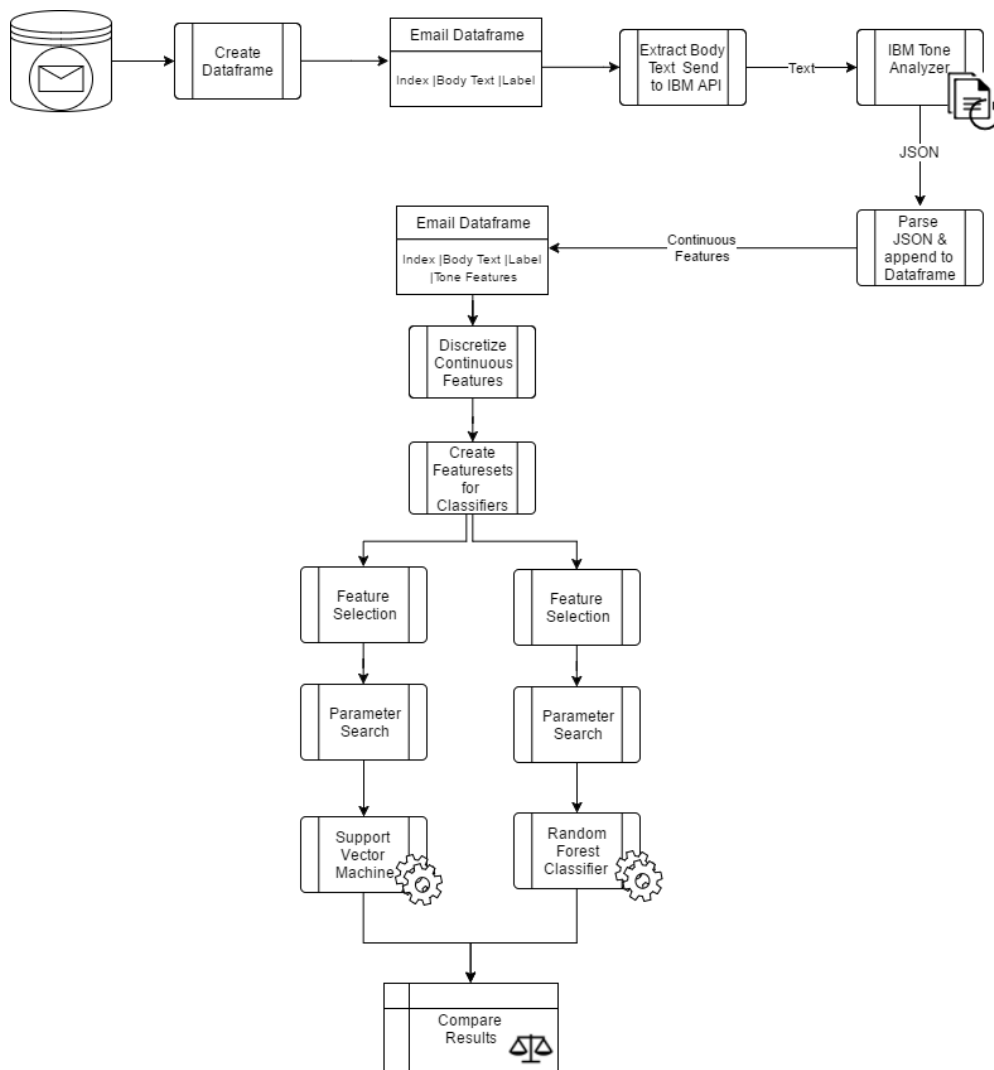 Create
Dataframe
Email Dataframe
Index |Body Text |Label
Extract Body
Text Send
to IBM API
Text
IBM Tone
Analyzer
JSON
Parse
JSON &
append to
Dataframe
Continuous
Features
Email Dataframe
Index |Body Text |Label
|Tone Features
Discretize
Continuous
Features
Create
Featuresets
for
Classifiers
Feature
Selection
Feature
Selection
Parameter
Search
Parameter
Search
Support
Vector
Machine
Random
Forest
Classifier
Compare
Results